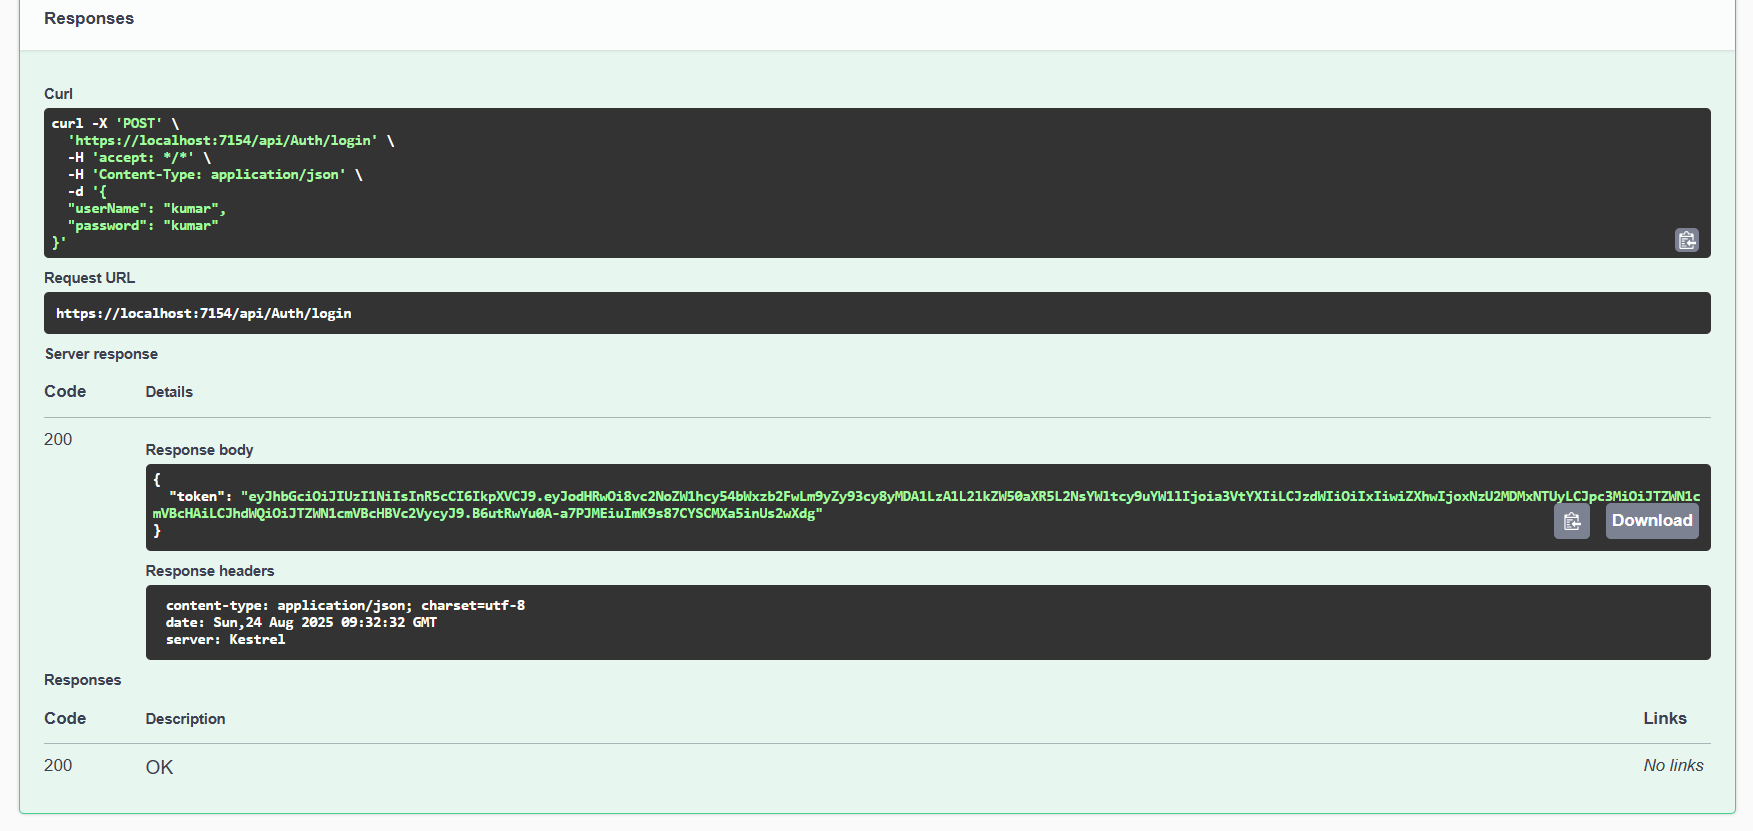 Responses
Curl
curl -X 'POST' \
'https://localhost:7154/api/Auth/login' \
-H 'accept: */*' \
-H 'Content-Type: application/json' \
-d '{
"userName": "kumar",
"password": "kumar"
}'
Request URL
https://localhost:7154/api/Auth/login
Server response
Code Details
200
Response body
{
"token": "eyJhbGciOiJIUzI1NiIsInR5cCI6IkpXVCJ9.eyJodHRwOi8vc2NoZW1hcy54bWxzb2FwLm9yZy93cy8yMDA1LzA1L2lkZW50aXR5L2NsYWltcy9uYW1lIjoia3VtYXIiLCJzdWIiOiIxIiwiZXhwIjoxNzU2MDMxNTUyLCJpc3MiOiJTZWN1c
mVBcHAiLCJhdWQiOiJTZWN1cmVBcHBVc2VycyJ9.B6utRwYu0A-a7PJMEiuImK9s87CYSCMXa5inUs2wXdg"
}
Download
Response headers
content-type: application/json; charset=utf-8
date: Sun,24 Aug 2025 09:32:32 GMT
server: Kestrel
Responses
Code Description Links
200 OK No links